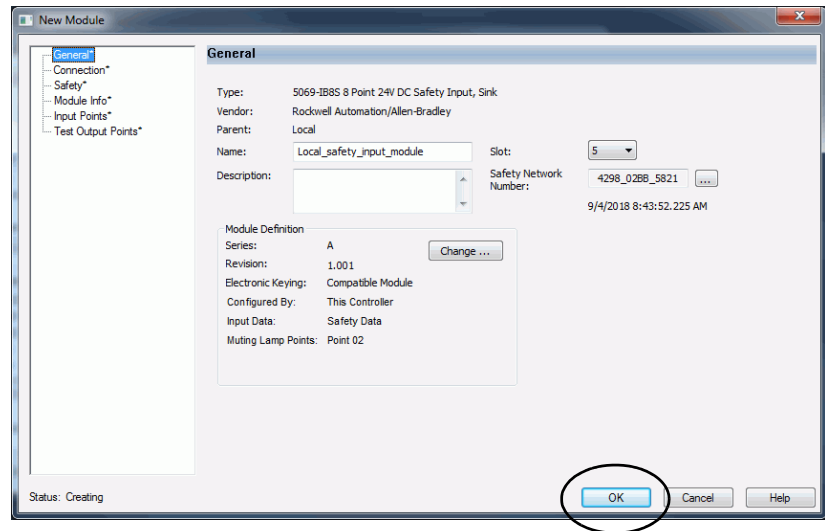 New Module
General*
Connection*
Safety*
Module Info*
Input Points*
Test Output Points*
General
Type: 5069-IB8S 8 Point 24V DC Safety Input, Sink
Vendor: Rockwell Automation/Allen-Bradley
Parent: Local
Name: Local_safety_input_module Slot: 5
Description: Safety Network Number: 4298_02BB_5821 ...
9/4/2018 8:43:52.225 AM
Module Definition
Series: A Change ...
Revision: 1.001
Electronic Keying: Compatible Module
Configured By: This Controller
Input Data: Safety Data
Muting Lamp Points: Point 02
Status: Creating OK Cancel Help